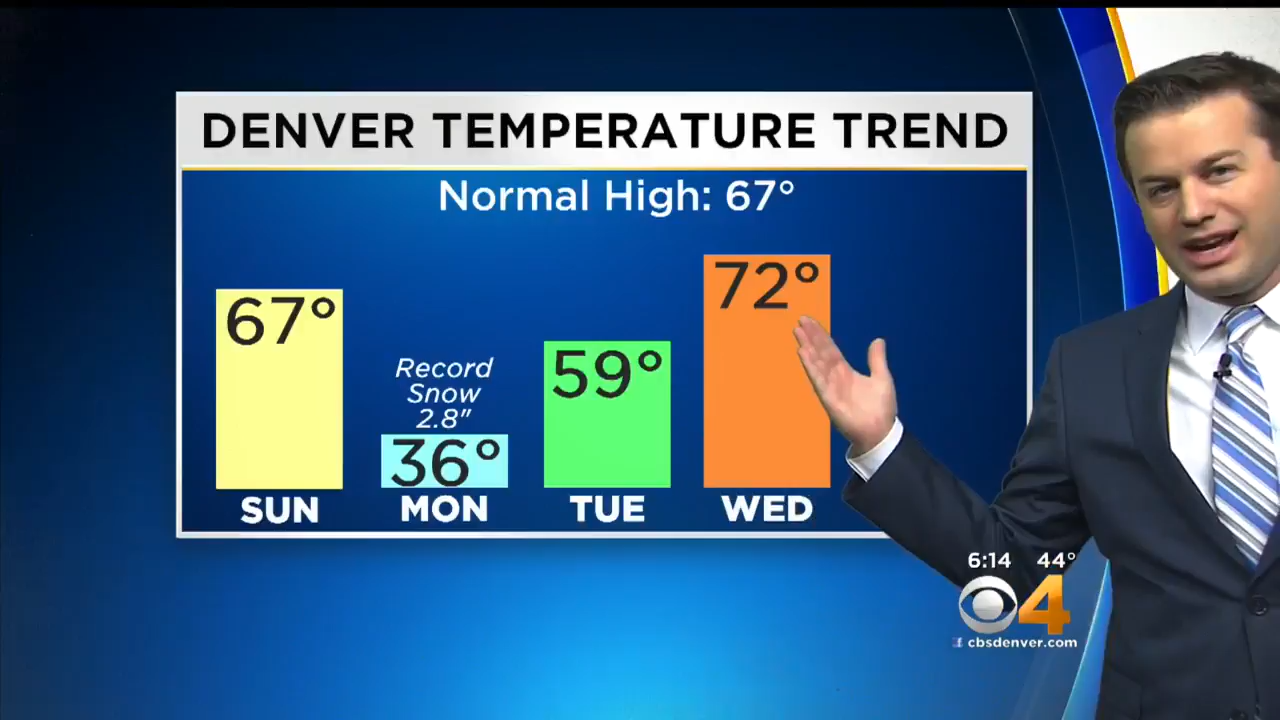 DENVER TEMPERATURE TREND
Normal High: 67°
67°
Record
Snow
2.8"
36°
59°
72°
SUN
MON
TUE
WED
6:14 44°
4
f cbsdenver.com